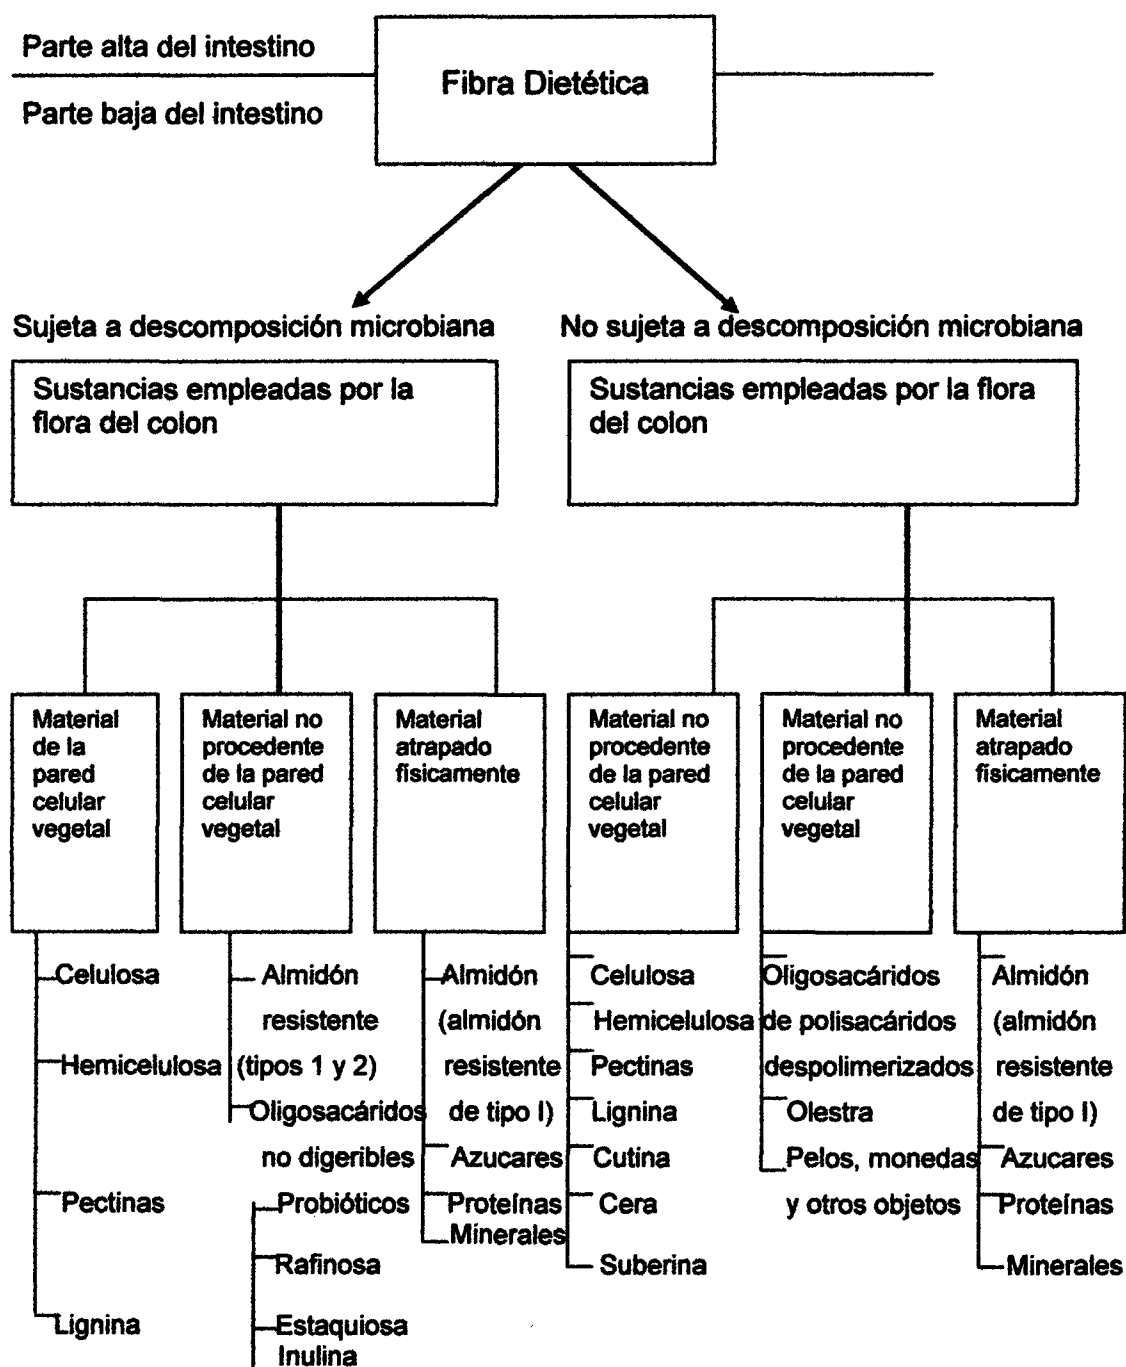 Parte alta del intestino
Fibra Dietética
Parte baja del intestino
Sujeta a descomposición microbiana
No sujeta a descomposición microbiana
Sustancias empleadas por la
flora del colon
Sustancias empleadas por la flora
del colon
Material
de la
pared
celular
vegetal
Material no
procedente
de la pared
celular
vegetal
Material
atrapado
físicamente
Material no
procedente
de la pared
celular
vegetal
Material no
procedente
de la pared
celular
vegetal
Material
atrapado
físicamente
Celulosa
Hemicelulosa
Pectinas
Lignina
Almidón
resistente
(tipos 1 y 2)
Oligosacáridos
no digeribles
Probióticos
Rafinosa
Estaquiosa
Inulina
Almidón
(almidón
resistente
de tipo I)
Azucares
Proteínas
Minerales
Celulosa
Hemicelulosa
Pectinas
Lignina
Cutina
Cera
Suberina
Oligosacáridos
de polisacáridos
despolimerizados
Olestra
Pelos, monedas
y otros objetos
Almidón
(almidón
resistente
de tipo I)
Azucares
Proteínas
Minerales